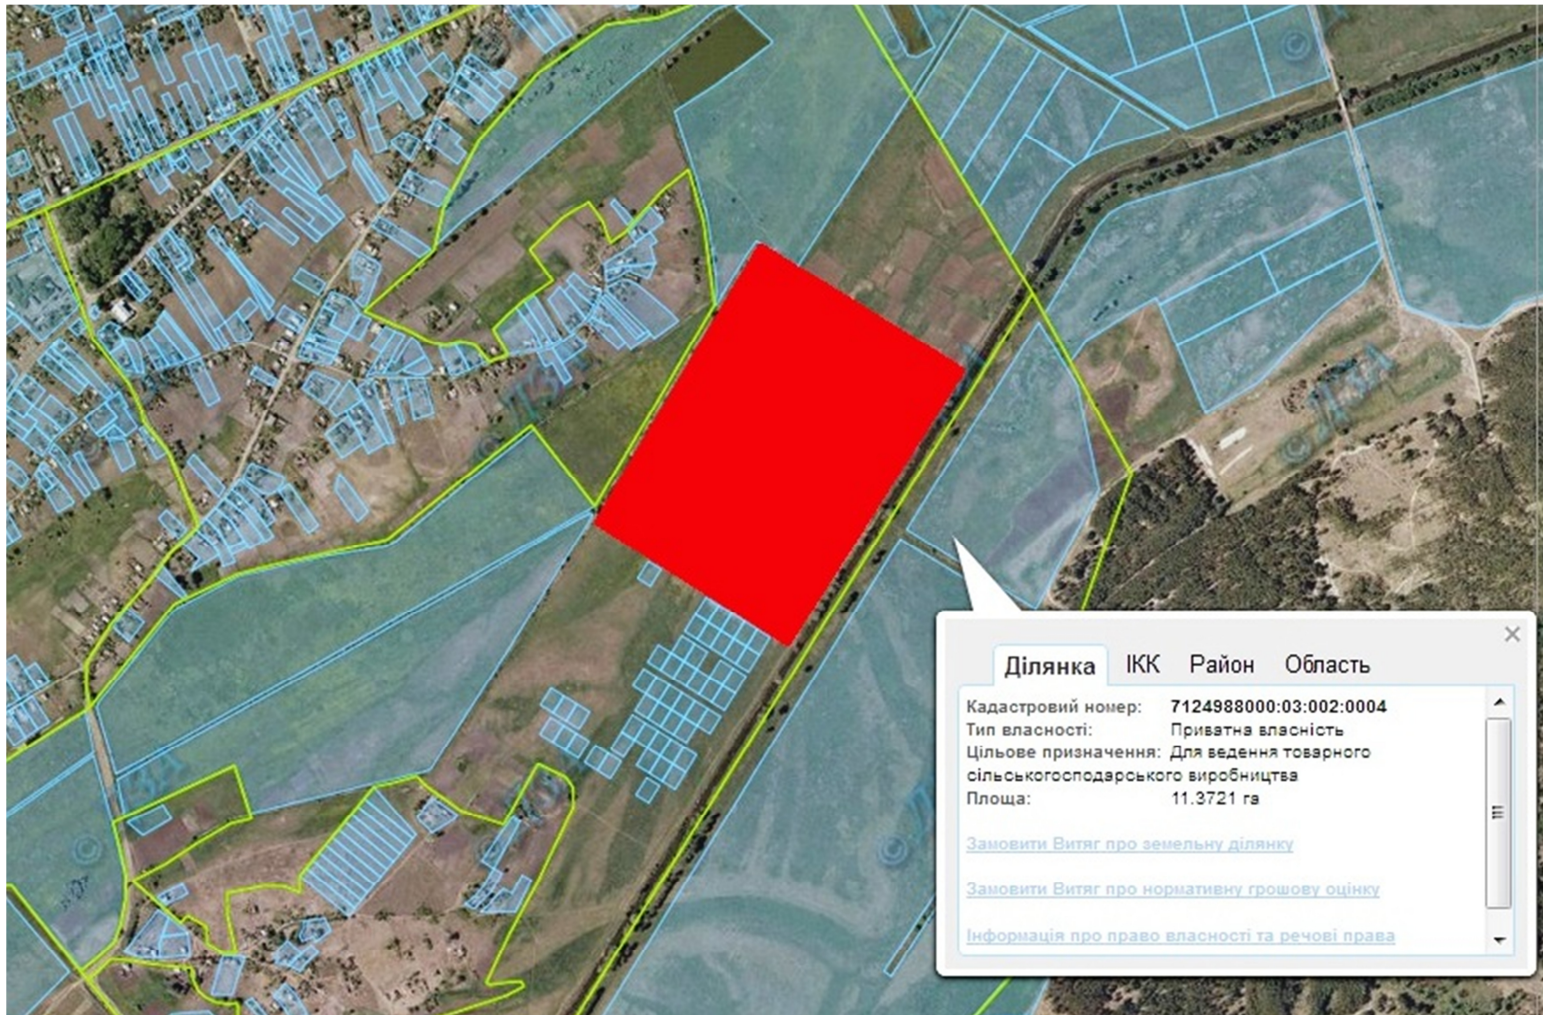 Ділянка ІКК Район Область
Кадастровий номер: 7124988000:03:002:0004
Тип власності: Приватна власність
Цільове призначення: Для ведення товарного
сільськогосподарського виробництва
Площа: 11.3721 га
Замовити Витяг про земельну ділянку
Замовити Витяг про нормативну грошову оцінку
Інформація про право власності та речові права